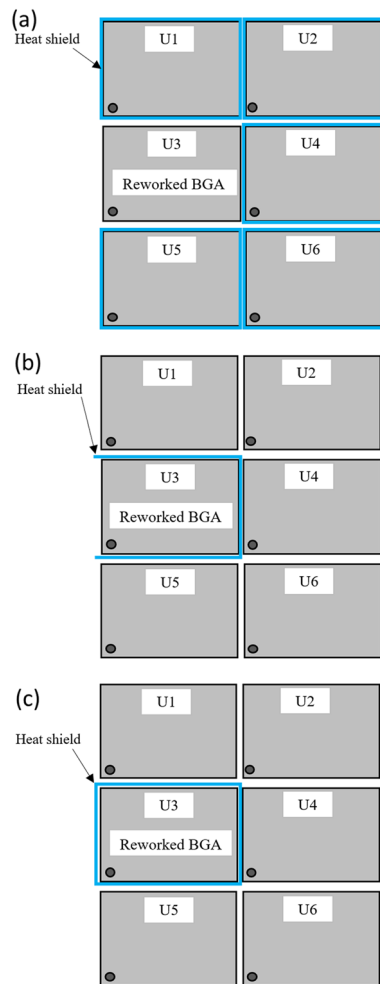 (a)
Heat shield
U1
U2
U3
Reworked BGA
U4
U5
U6
(b)
Heat shield
U1
U2
U3
Reworked BGA
U4
U5
U6
(c)
Heat shield
U1
U2
U3
Reworked BGA
U4
U5
U6